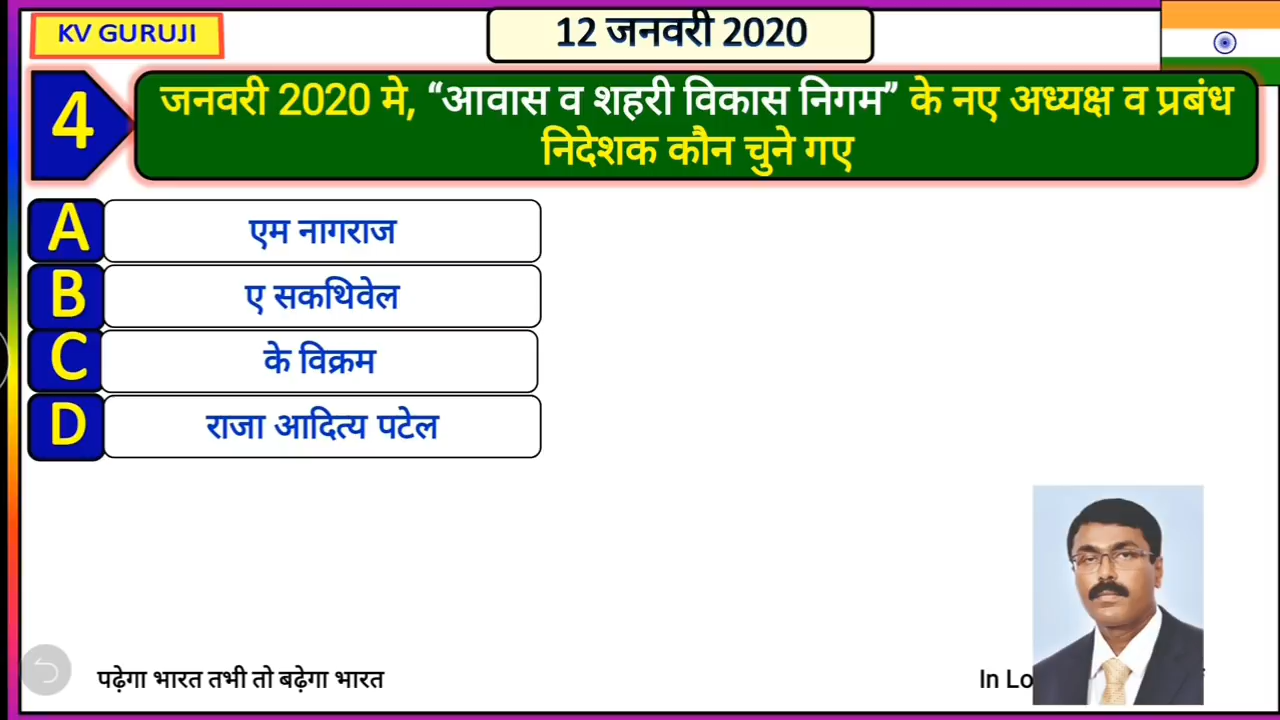 KV GURUJI
12 जनवरी 2020
4
जनवरी 2020 मे, “आवास व शहरी विकास निगम” के नए अध्यक्ष व प्रबंध
निदेशक कौन चुने गए
A एम नागराज
B ए सकथिवेल
C के विक्रम
D राजा आदित्य पटेल
पढ़ेगा भारत तभी तो बढ़ेगा भारत
In